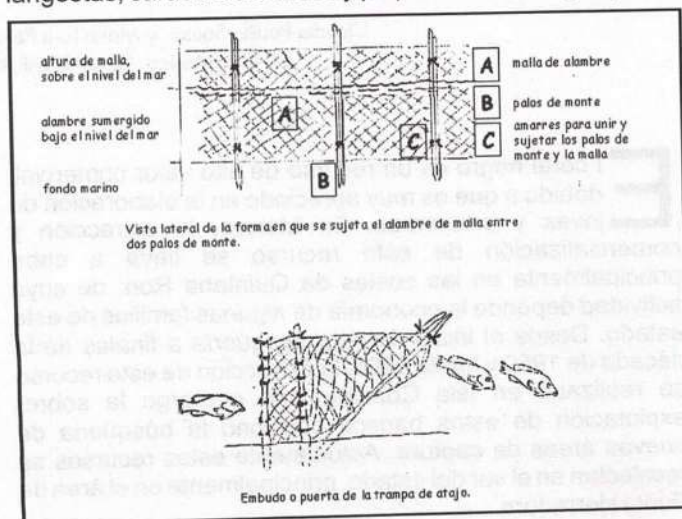 altura de malla,
sobre el nivel del mar
alambre sumergido
bajo el nivel del mar
fondo marino
A
B
C
A malla de alambre
B palos de monte
C amarres para unir y
sujetar los palos de
monte y la malla
Vista lateral de la forma en que se sujeta el alambre de malla entre
dos palos de monte.
Embudo o puerta de la trampa de atajo.